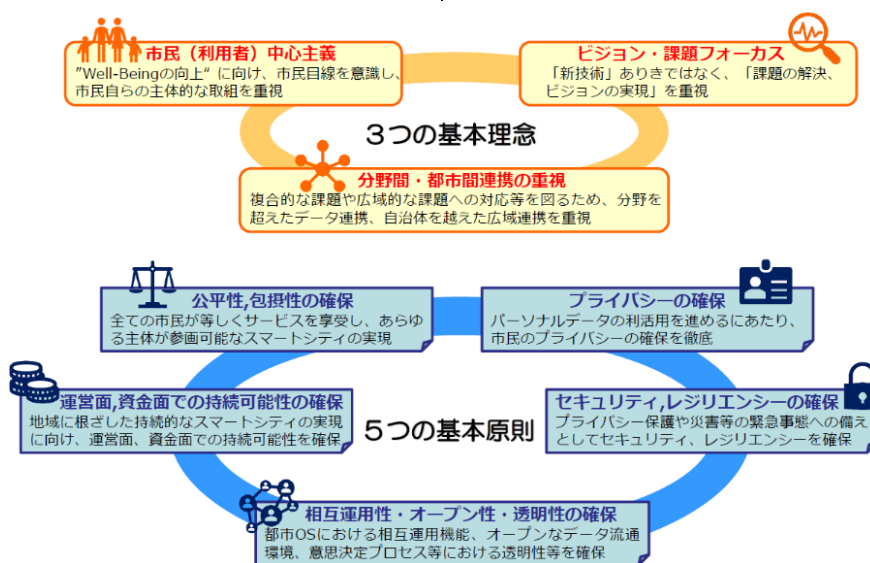 市民（利用者）中心主義
”Well-Beingの向上“ に向け、市民目線を意識し、
市民自らの主体的な取組を重視
ビジョン・課題フォーカス
「新技術」ありきではなく、「課題の解決、
ビジョンの実現」を重視
３つの基本理念
分野間・都市間連携の重視
複合的な課題や広域的な課題への対応等を図るため、分野を
超えたデータ連携、自治体を越えた広域連携を重視
公平性,包摂性の確保
全ての市民が等しくサービスを享受し、あらゆ
る主体が参画可能なスマートシティの実現
プライバシーの確保
パーソナルデータの利活用を進めるにあたり、
市民のプライバシーの確保を徹底
運営面,資金面での持続可能性の確保
地域に根ざした持続的なスマートシティの実現
に向け、運営面、資金面での持続可能性を確保
５つの基本原則
セキュリティ,レジリエンシーの確保
プライバシー保護や災害等の緊急事態への備え
としてセキュリティ、レジリエンシーを確保
相互運用性・オープン性・透明性の確保
都市OSにおける相互運用機能、オープンなデータ流通
環境、意思決定プロセス等における透明性等を確保